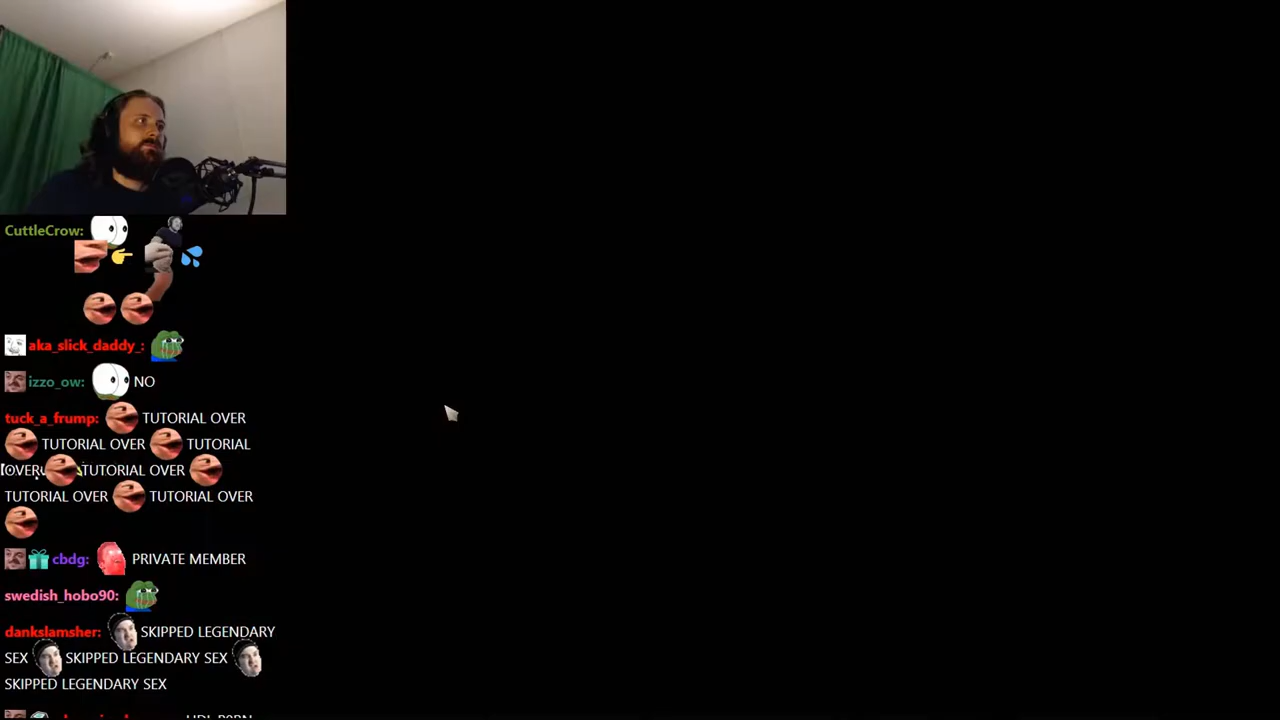 CuttleCrow:
aka_slick_daddy_:
izzo_ow: NO
tuck_a_frump: TUTORIAL OVER
TUTORIAL OVER TUTORIAL
OVER TUTORIAL OVER
TUTORIAL OVER TUTORIAL OVER
cbdg: PRIVATE MEMBER
swedish_hobo90:
dankslamsher: SKIPPED LEGENDARY
SEX SKIPPED LEGENDARY SEX
SKIPPED LEGENDARY SEX